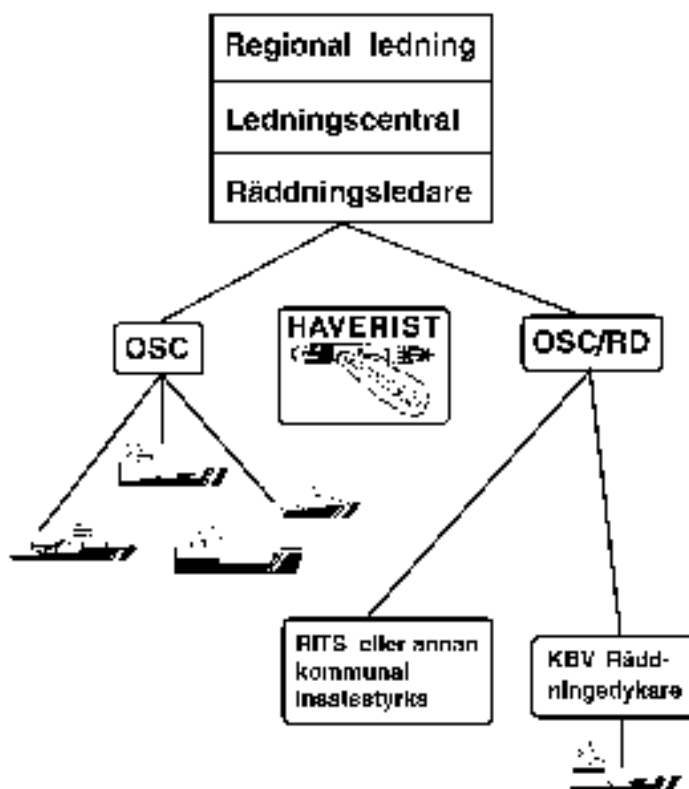 Regional ledning
Ledningscentral
Räddningsledare
OSC
HAVERIST
OSC/RD
RITS eller annan
kommunal
insatsstyrka
KBV Rädd-
ningsdykare